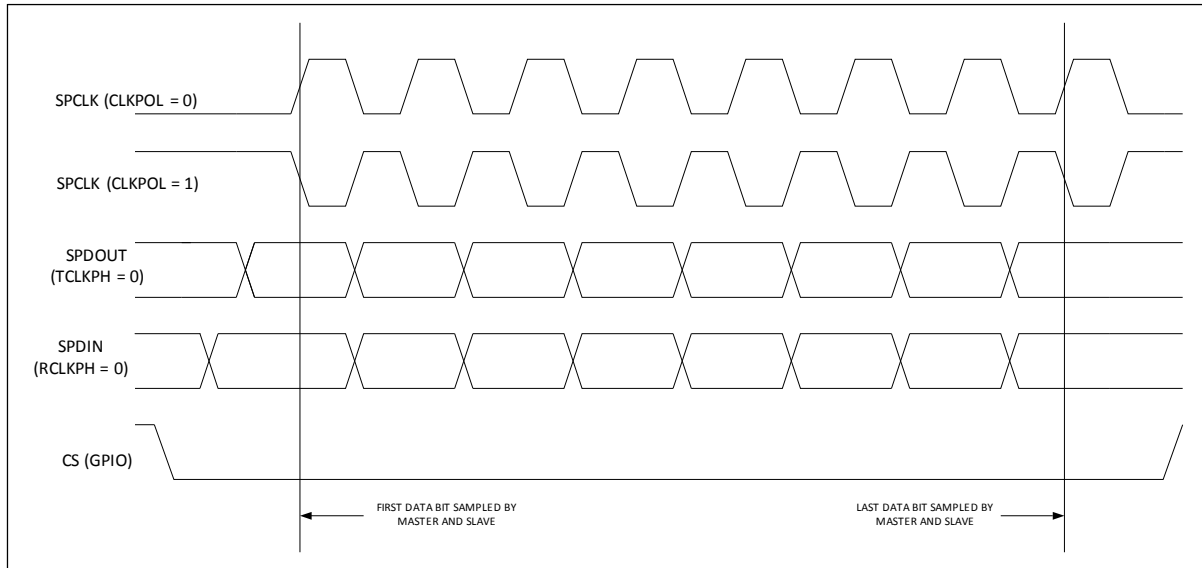 SPCLK (CLKPOL = 0)
SPCLK (CLKPOL = 1)
SPDOUT
(TCLKPH = 0)
SPDIN
(RCLKPH = 0)
CS (GPIO)
FIRST DATA BIT SAMPLED BY
MASTER AND SLAVE
LAST DATA BIT SAMPLED BY
MASTER AND SLAVE